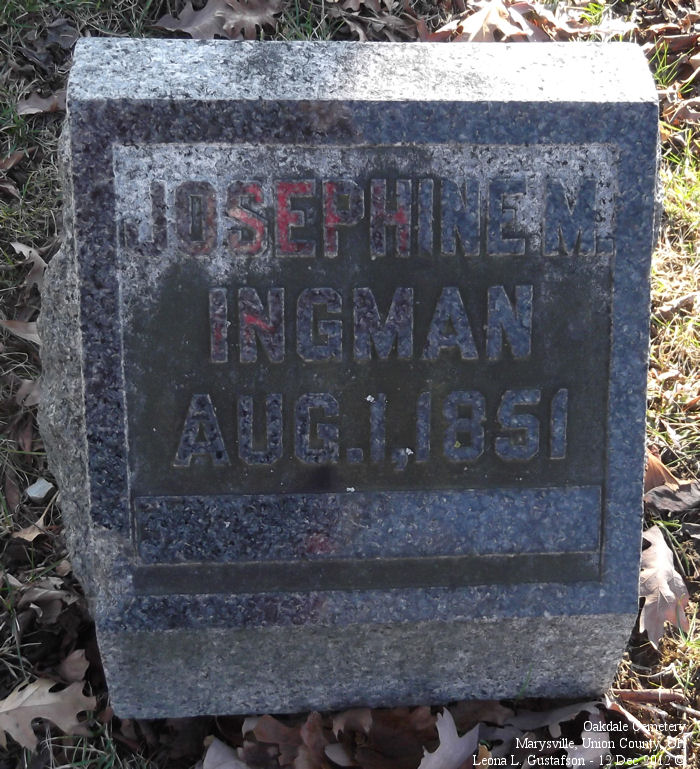 JOSEPHINE M.
INGMAN
AUG. 1, 1851
Oakdale Cemetery
Marysville, Union County, OH
Leona L. Gustafson - 12 Dec 2012 ©